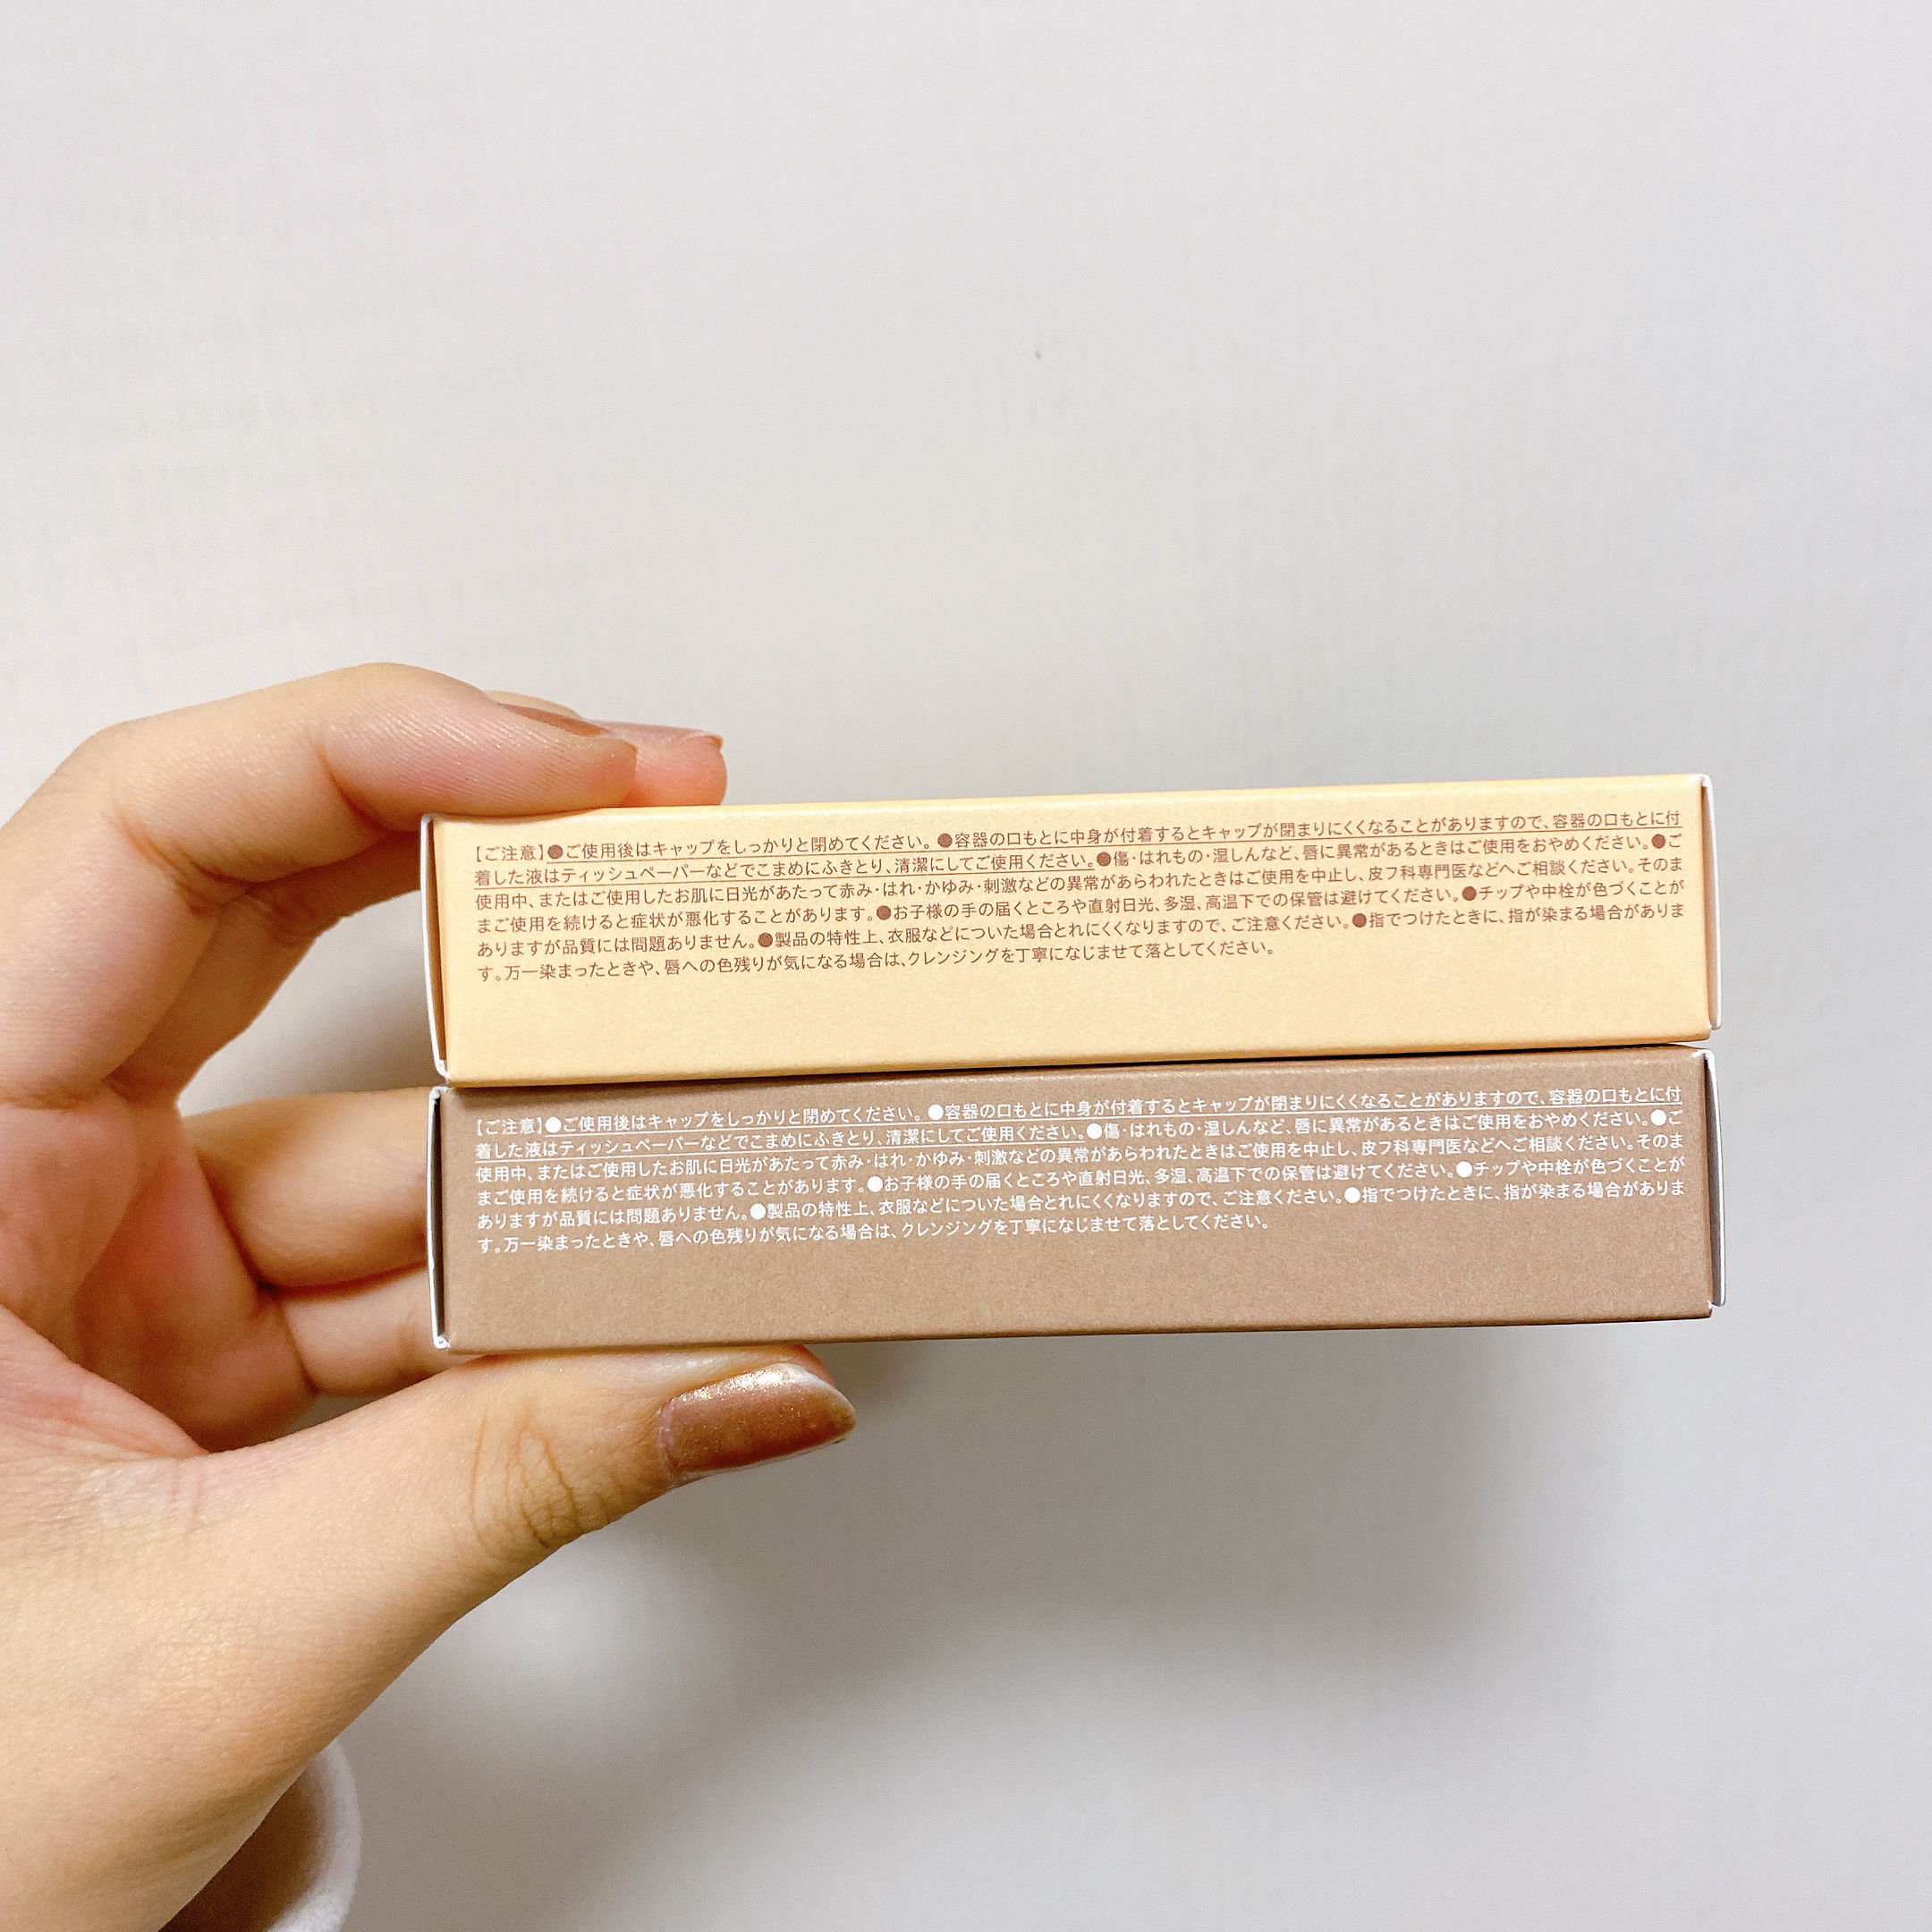 【ご注意】●ご使用後はキャップをしっかりと閉めてください。●容器の口もとに中身が付着するとキャップが閉まりにくくなることがありますので、容器の口もとに付
着した液はティッシュペーパーなどでこまめにふきとり、清潔にしてご使用ください。●傷・はれもの・湿しんなど、唇に異常があるときはご使用をおやめください。●ご
使用中、またはご使用したお肌に日光があたって赤み・はれ・かゆみ・刺激などの異常があらわれたときはご使用を中止し、皮フ科専門医などへご相談ください。そのま
まご使用を続けると症状が悪化することがあります。●お子様の手の届くところや直射日光、多湿、高温下での保管は避けてください。●チップや中栓が色づくことが
ありますが品質には問題ありません。●製品の特性上、衣服などについた場合とれにくくなりますので、ご注意ください。●指でつけたときに、指が染まる場合がありま
す。万一染まったときや、唇への色残りが気になる場合は、クレンジングを丁寧になじませて落としてください。
【ご注意】●ご使用後はキャップをしっかりと閉めてください。●容器の口もとに中身が付着するとキャップが閉まりにくくなることがありますので、容器の口もとに付
着した液はティッシュペーパーなどでこまめにふきとり、清潔にしてご使用ください。●傷・はれもの・湿しんなど、唇に異常があるときはご使用をおやめください。●ご
使用中、またはご使用したお肌に日光があたって赤み・はれ・かゆみ・刺激などの異常があらわれたときはご使用を中止し、皮フ科専門医などへご相談ください。そのま
まご使用を続けると症状が悪化することがあります。●お子様の手の届くところや直射日光、多湿、高温下での保管は避けてください。●チップや中栓が色づくことが
ありますが品質には問題ありません。●製品の特性上、衣服などについた場合とれにくくなりますので、ご注意ください。●指でつけたときに、指が染まる場合がありま
す。万一染まったときや、唇への色残りが気になる場合は、クレンジングを丁寧になじませて落としてください。